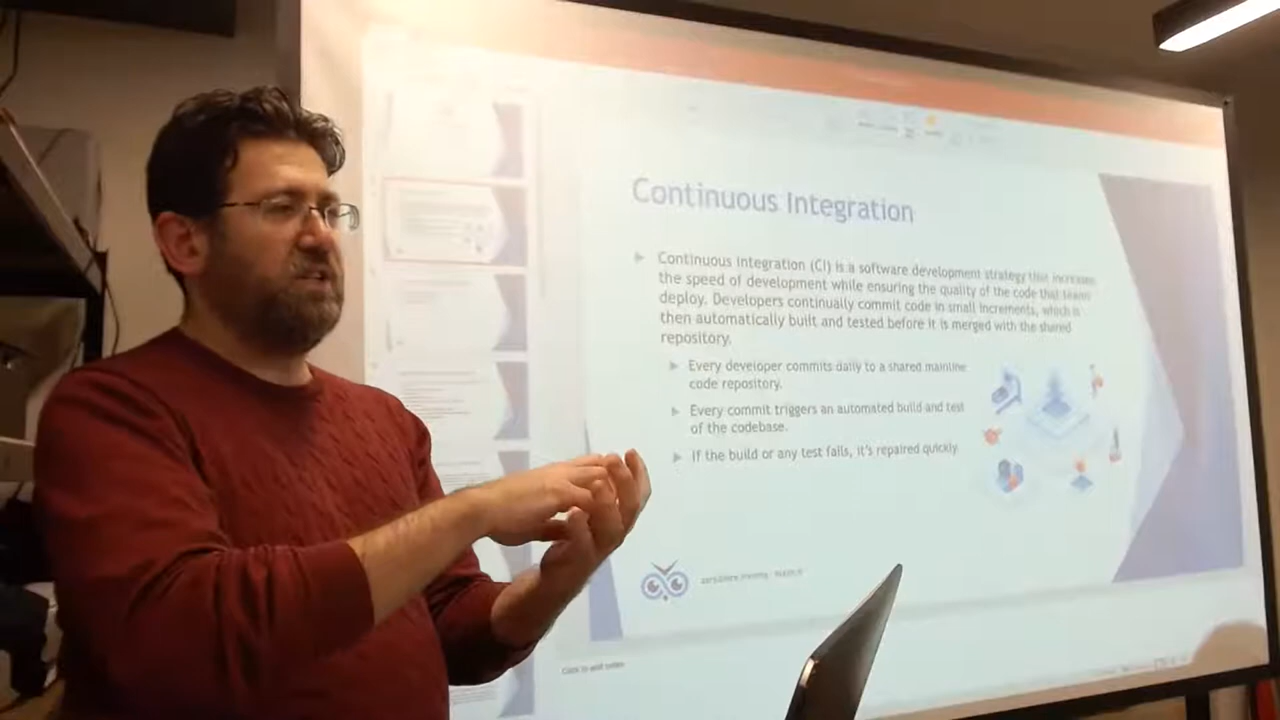 Continuous Integration
Continuous Integration (CI) is a software development strategy that increases
the speed of development while ensuring the quality of the code that teams
deploy. Developers continually commit code in small increments, which is
then automatically built and tested before it is merged with the shared
repository.
Every developer commits daily to a shared mainline
code repository.
Every commit triggers an automated build and test
of the codebase.
If the build or any test fails, it's repaired quickly
Click to add notes